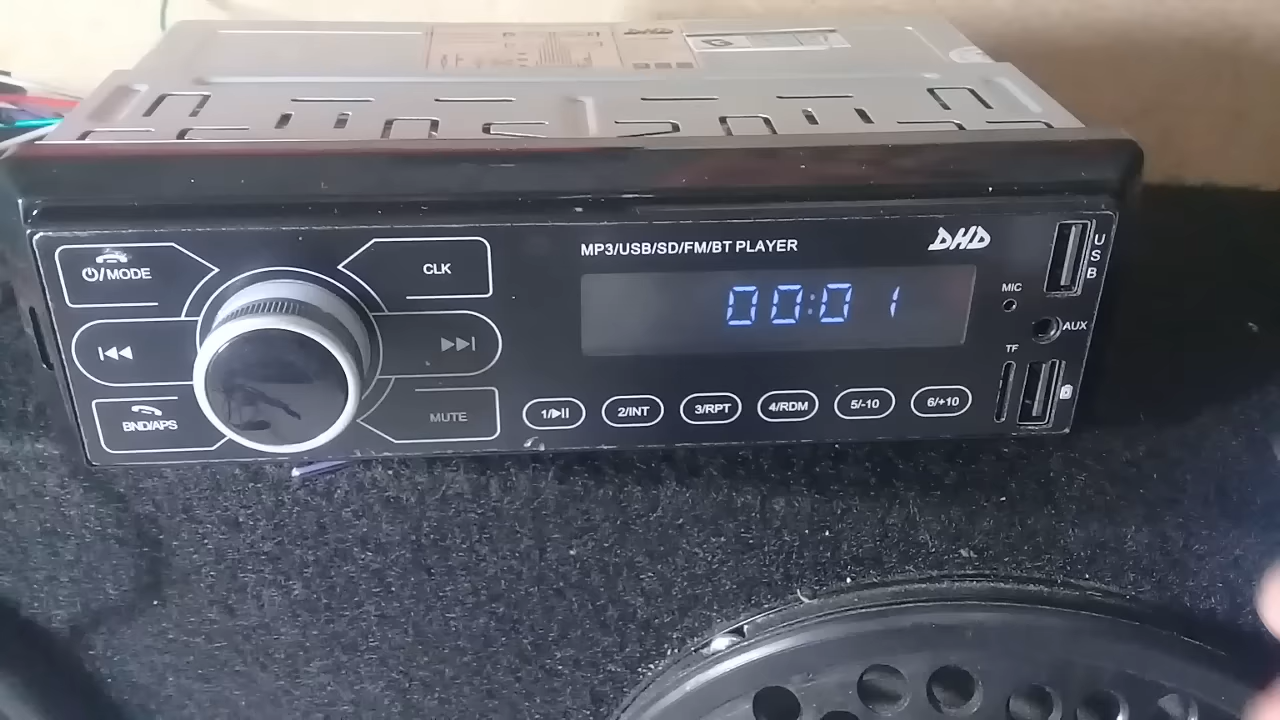 ⏻/MODE
CLK
BND/APS
MUTE
MP3/USB/SD/FM/BT PLAYER
DHD
00:01
1/▶II
2/INT
3/RPT
4/RDM
5/-10
6/+10
USB
MIC
AUX
TF